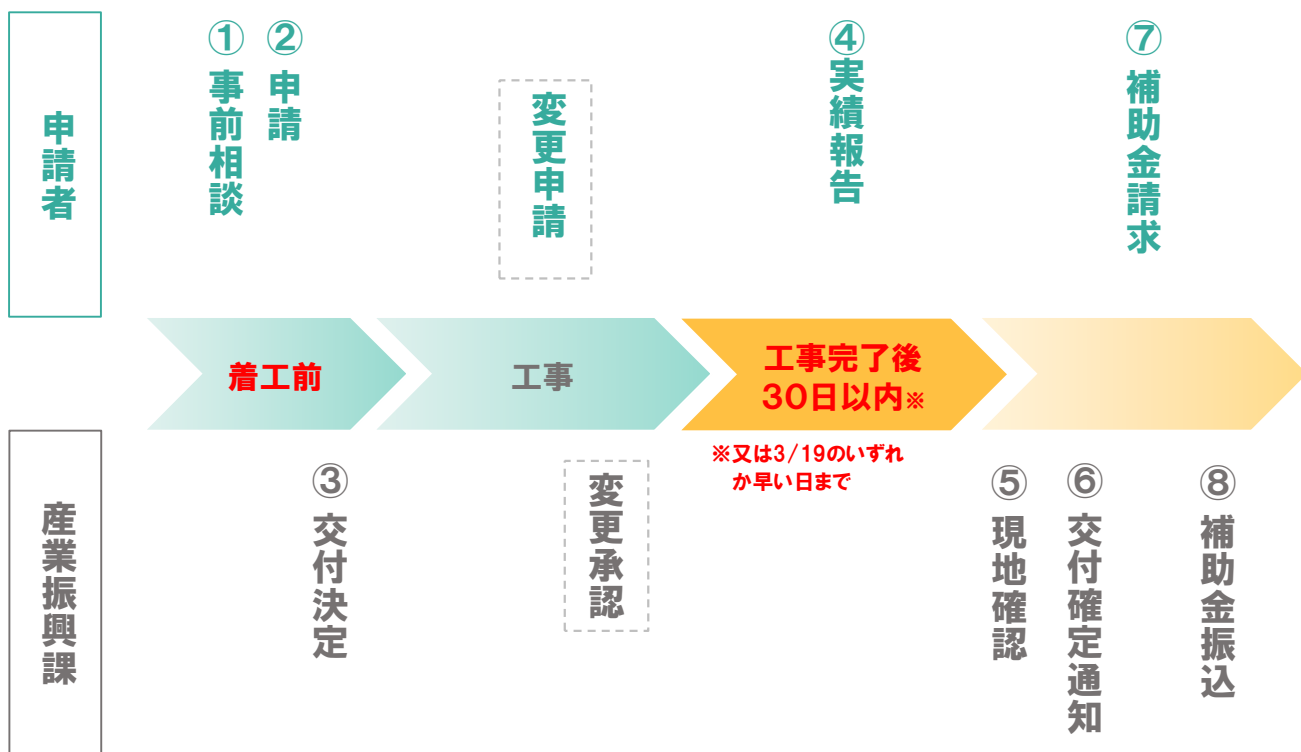 申請者
① 事前相談
② 申請
変更申請
④ 実績報告
⑦ 補助金請求
着工前
工事
工事完了後
30日以内※
※又は3/19のいずれ
か早い日まで
産業振興課
③ 交付決定
変更承認
⑤ 現地確認
⑥ 交付確定通知
⑧ 補助金振込